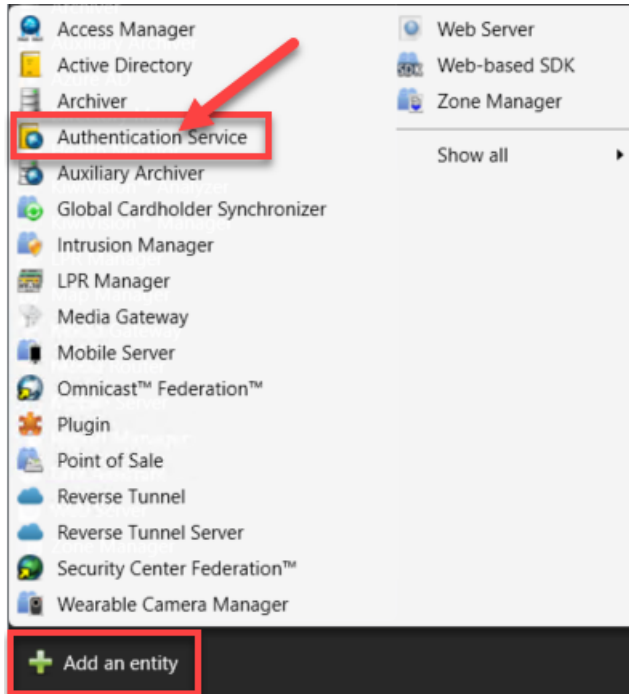 Access Manager
Active Directory
Archiver
Authentication Service
Auxiliary Archiver
Global Cardholder Synchronizer
Intrusion Manager
LPR Manager
Media Gateway
Mobile Server
Omnicast™ Federation™
Plugin
Point of Sale
Reverse Tunnel
Reverse Tunnel Server
Security Center Federation™
Wearable Camera Manager
Web Server
SDK Web-based SDK
Zone Manager
Show all
Add an entity